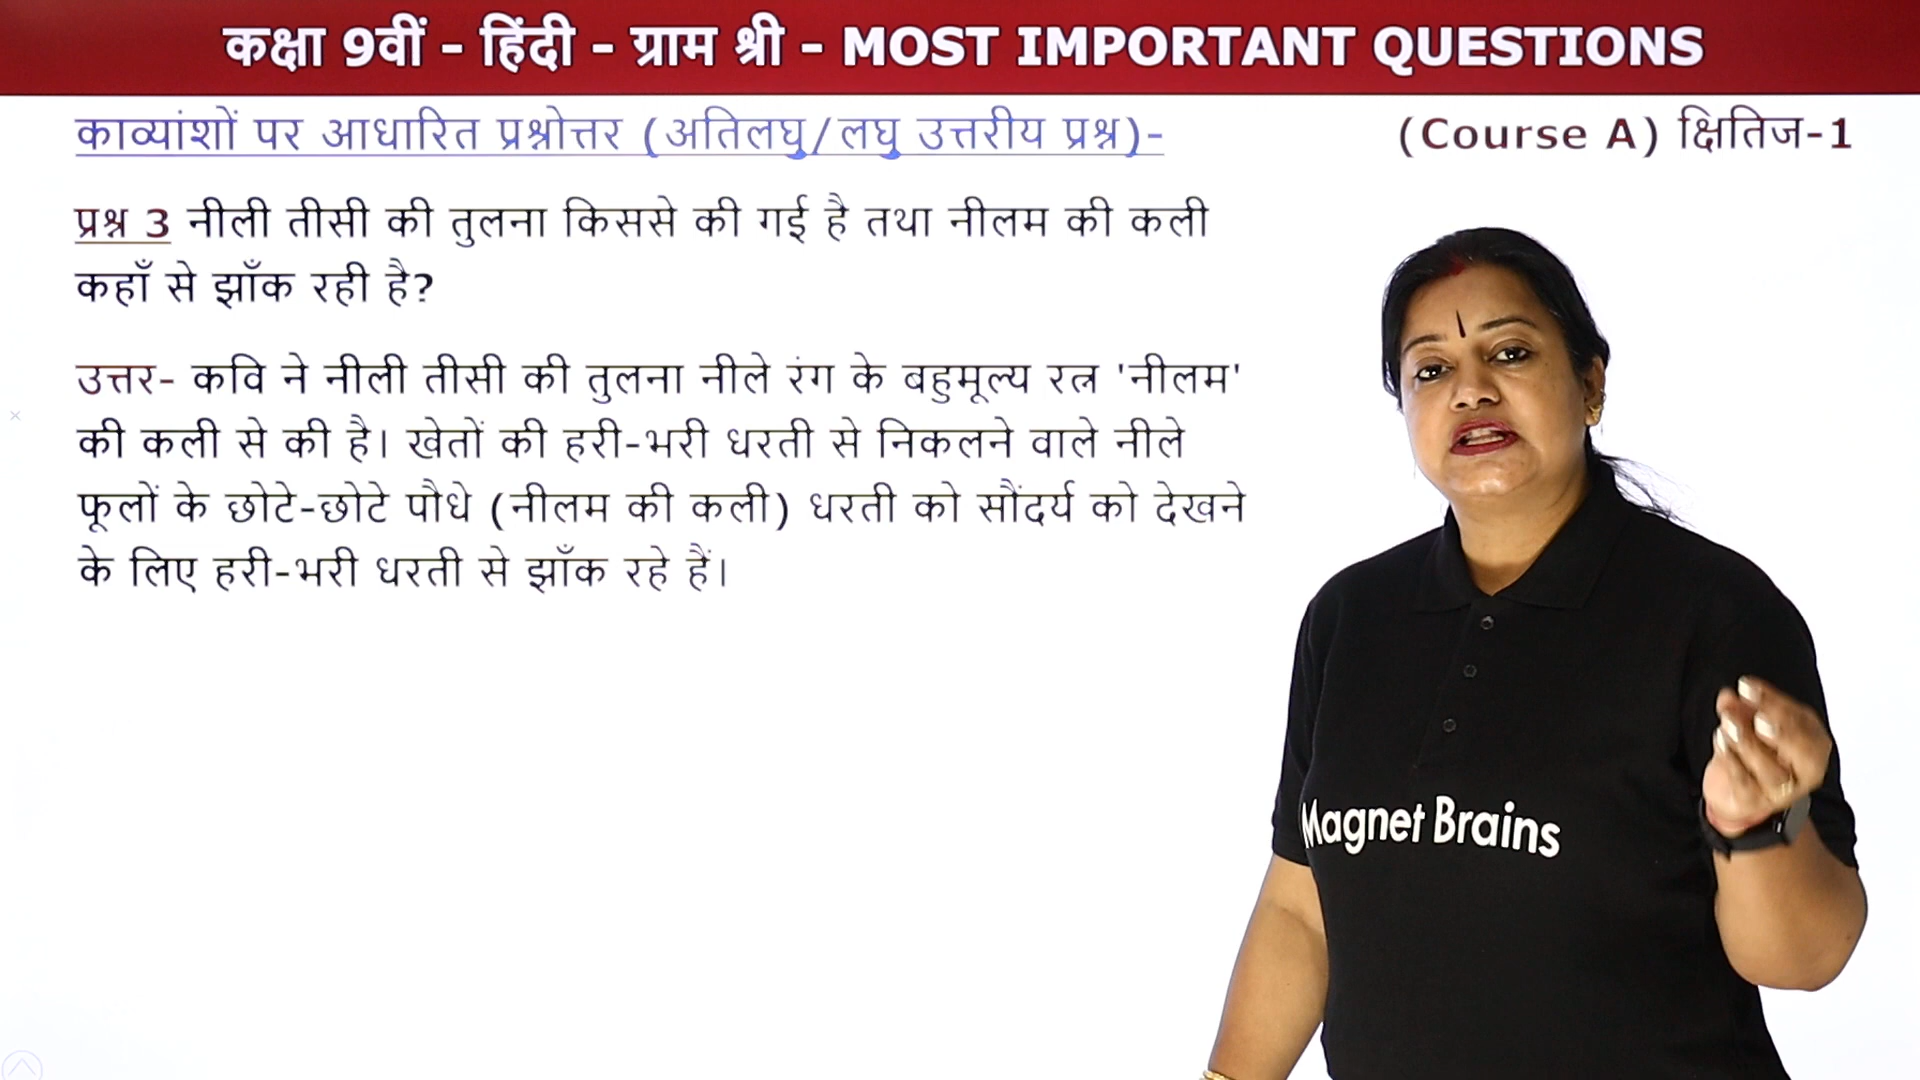 कक्षा 9वीं - हिंदी - ग्राम श्री - MOST IMPORTANT QUESTIONS
काव्यांशों पर आधारित प्रश्नोत्तर (अतिलघु/लघु उत्तरीय प्रश्न)-
(Course A) क्षितिज-1
प्रश्न 3 नीली तीसी की तुलना किससे की गई है तथा नीलम की कली
कहाँ से झाँक रही है?
उत्तर- कवि ने नीली तीसी की तुलना नीले रंग के बहुमूल्य रत्न 'नीलम'
की कली से की है। खेतों की हरी-भरी धरती से निकलने वाले नीले
फूलों के छोटे-छोटे पौधे (नीलम की कली) धरती को सौंदर्य को देखने
के लिए हरी-भरी धरती से झाँक रहे हैं।
Magnet Brains